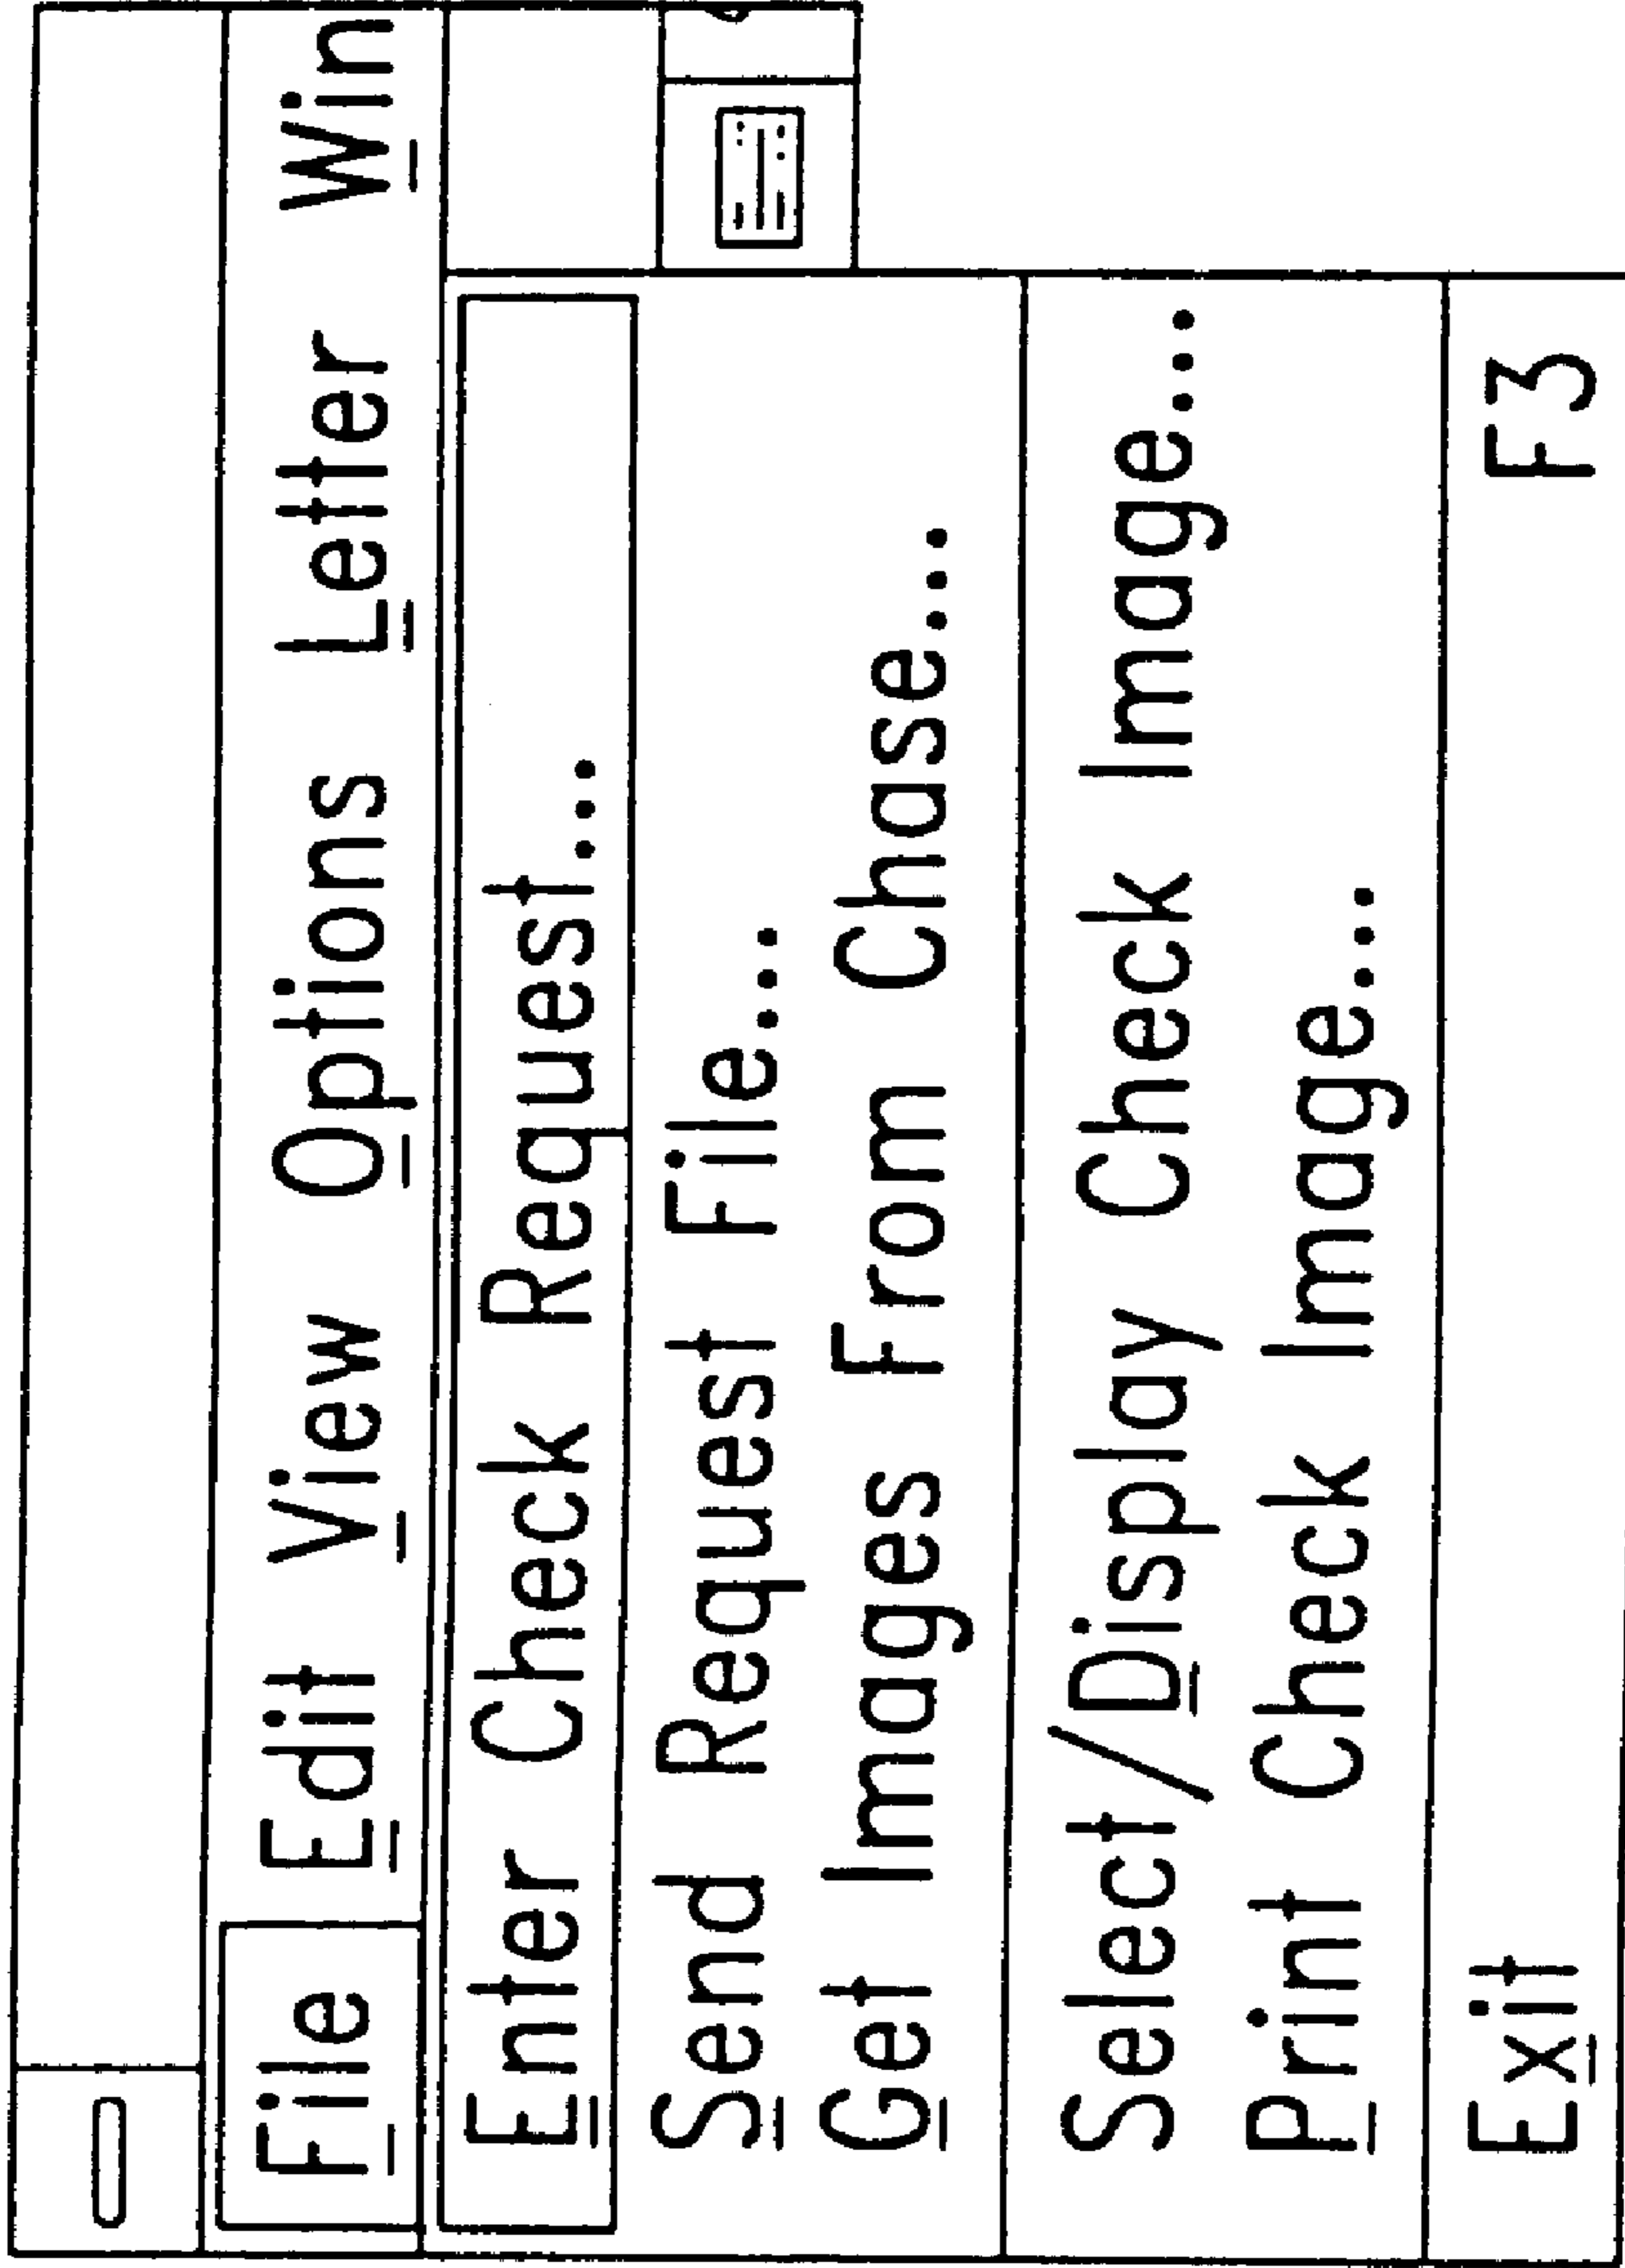 File Edit View Options Letter Win
Enter Check Request...
Send Request File...
Get Images From Chase...
Select/Display Check Image...
Print Check Image...
Exit F3